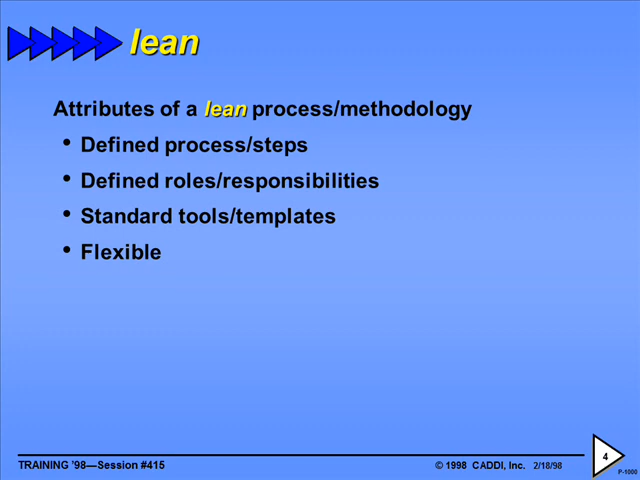 lean
Attributes of a lean process/methodology
• Defined process/steps
• Defined roles/responsibilities
• Standard tools/templates
• Flexible
TRAINING '98—Session #415
© 1998 CADDI, Inc. 2/18/98
4
P-1000